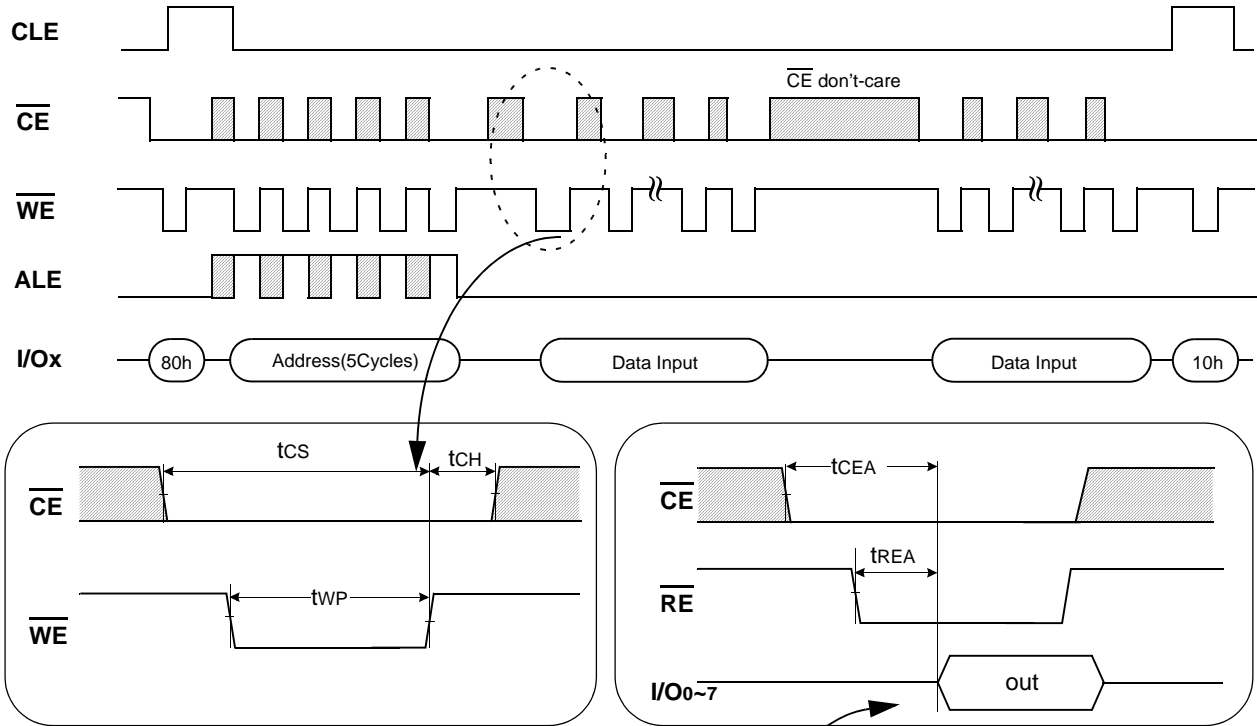 CLE
CE don't-care
CE
WE
ALE
I/Ox
80h
Address(5Cycles)
Data Input
Data Input
10h
tCS
tCH
CE
tWP
WE
tCEA
CE
tREA
RE
I/O0~7
out